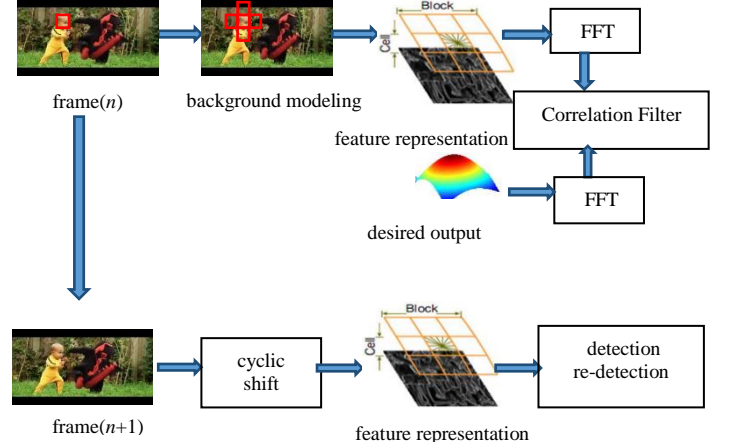 Block
Cell
FFT
frame(n)
background modeling
feature representation
Correlation Filter
FFT
desired output
Block
Cell
cyclic
shift
detection
re-detection
frame(n+1)
feature representation